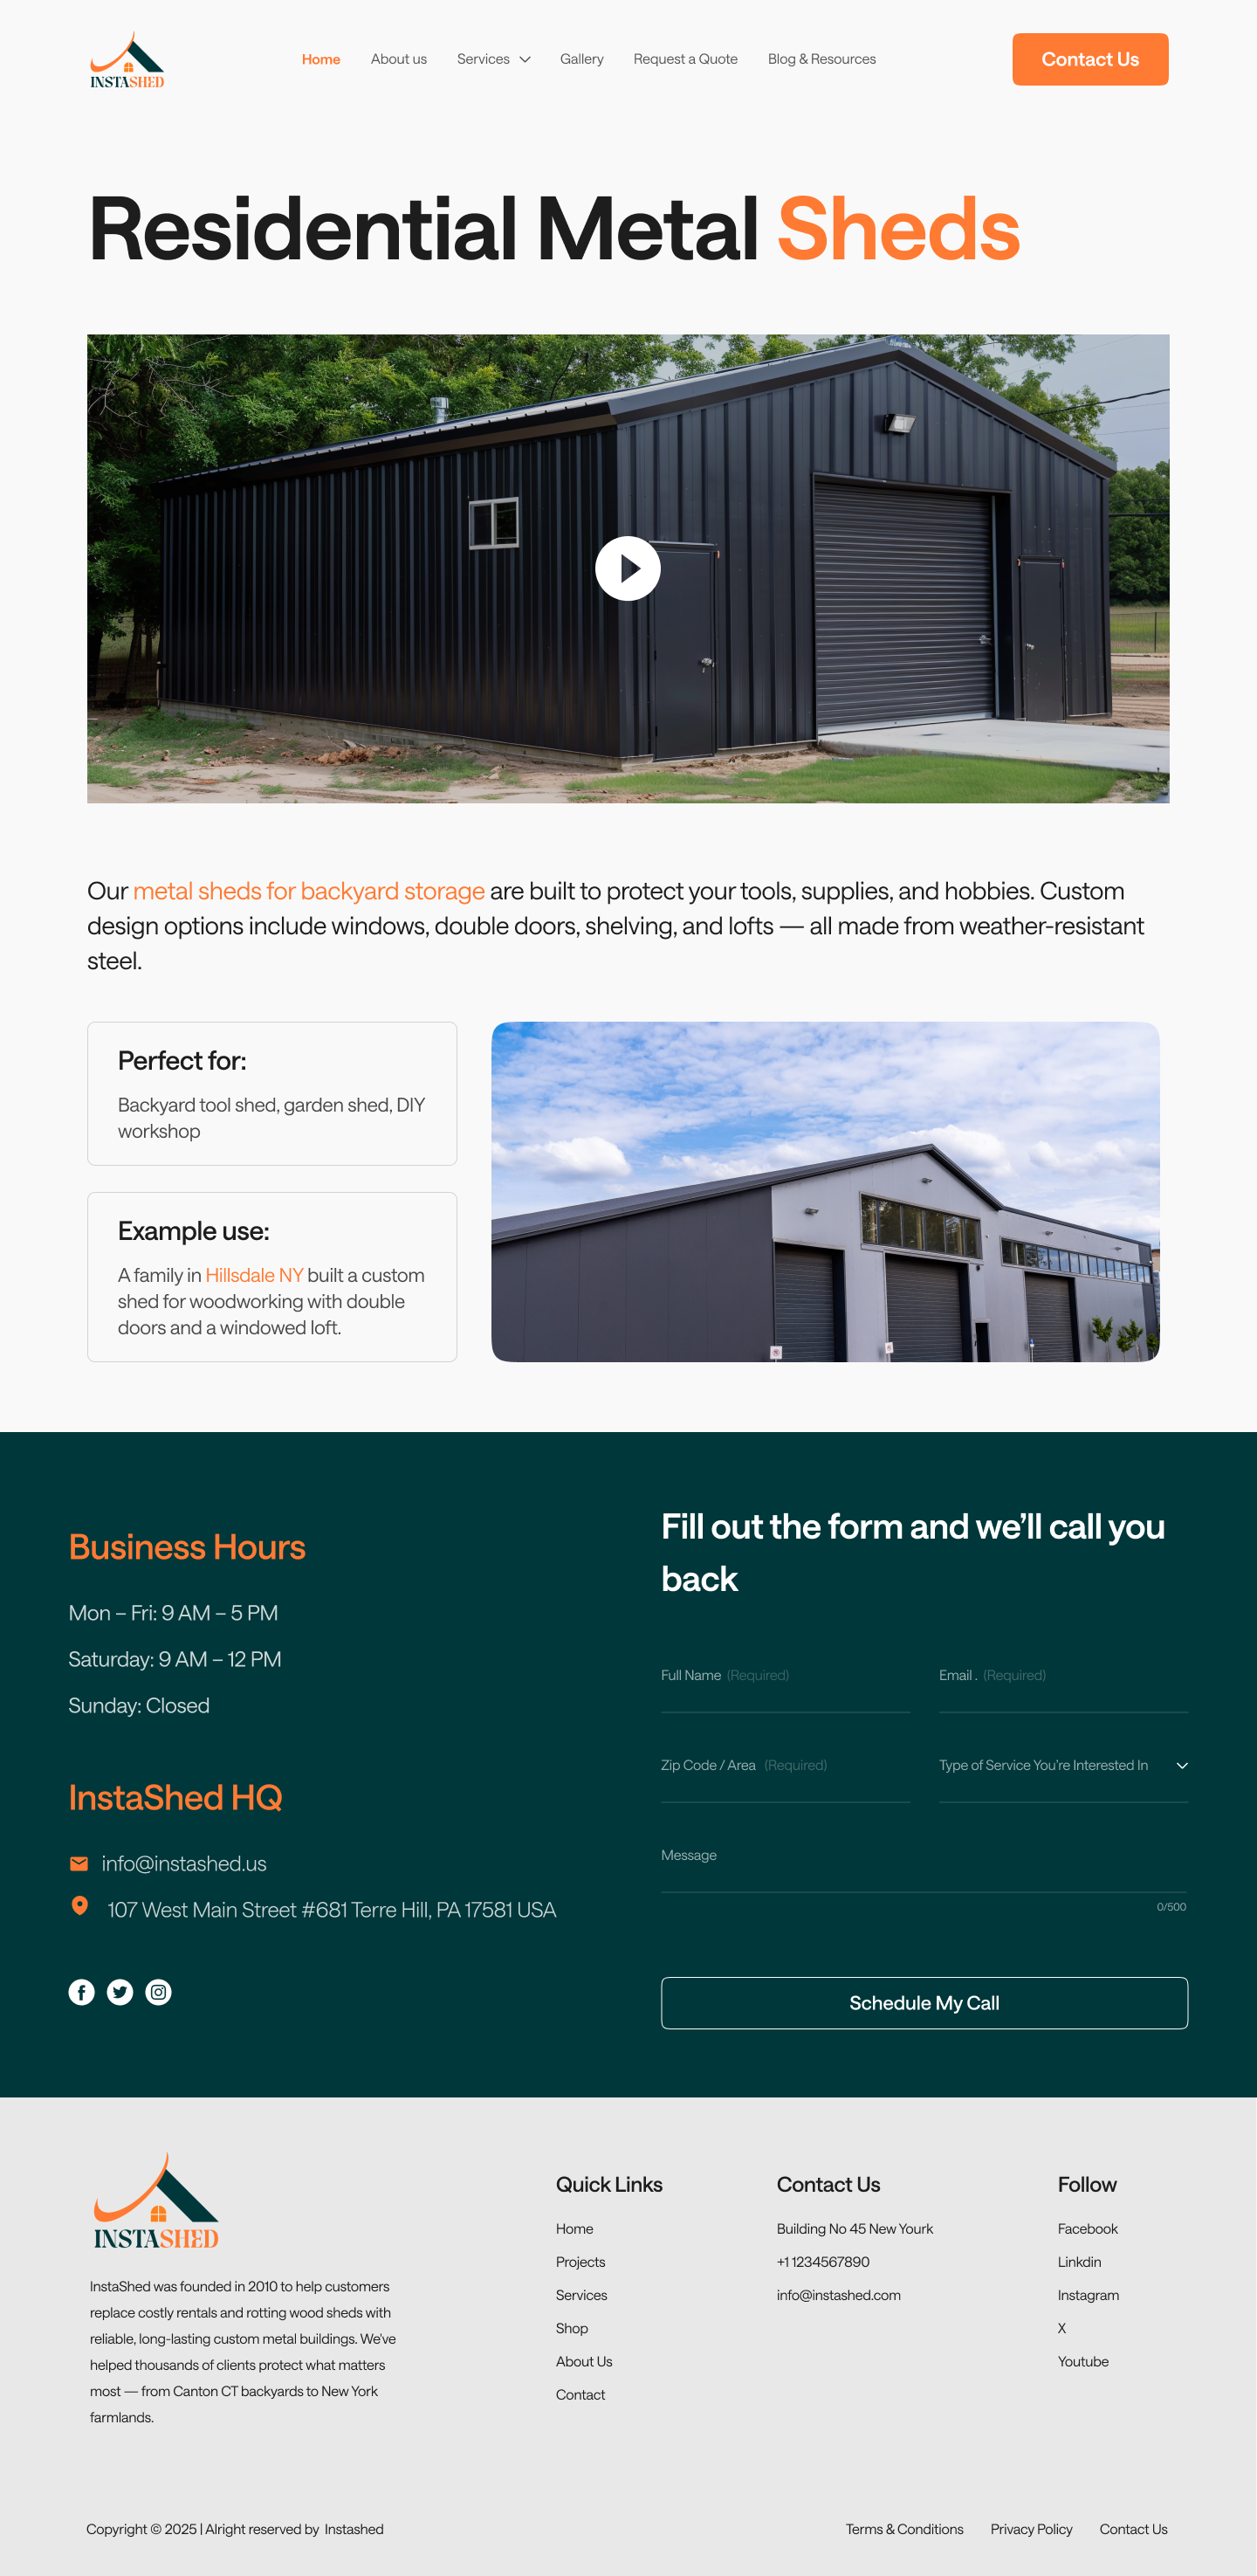 INSTASHED
Home
About us
Services
Gallery
Request a Quote
Blog & Resources
Contact Us
Residential Metal Sheds
Our metal sheds for backyard storage are built to protect your tools, supplies, and hobbies. Custom
design options include windows, double doors, shelving, and lofts — all made from weather-resistant
steel.
Perfect for:
Backyard tool shed, garden shed, DIY
workshop
Example use:
A family in Hillsdale NY built a custom
shed for woodworking with double
doors and a windowed loft.
Business Hours
Mon – Fri: 9 AM – 5 PM
Saturday: 9 AM – 12 PM
Sunday: Closed
InstaShed HQ
info@instashed.us
107 West Main Street #681 Terre Hill, PA 17581 USA
Fill out the form and we’ll call you
back
Full Name (Required)
Email . (Required)
Zip Code / Area (Required)
Type of Service You’re Interested In
Message
0/500
Schedule My Call
INSTASHED
InstaShed was founded in 2010 to help customers
replace costly rentals and rotting wood sheds with
reliable, long-lasting custom metal buildings. We’ve
helped thousands of clients protect what matters
most — from Canton CT backyards to New York
farmlands.
Quick Links
Home
Projects
Services
Shop
About Us
Contact
Contact Us
Building No 45 New Yourk
+1 1234567890
info@instashed.com
Follow
Facebook
Linkdin
Instagram
X
Youtube
Copyright © 2025 | Alright reserved by Instashed
Terms & Conditions
Privacy Policy
Contact Us